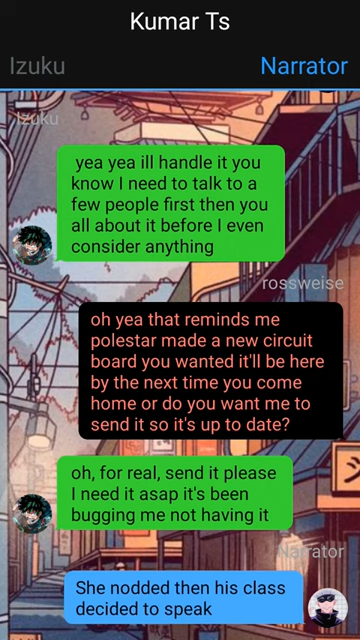 Kumar Ts
Izuku
Narrator
Izuku
yea yea ill handle it you
know I need to talk to a
few people first then you
all about it before I even
consider anything
rossweise
oh yea that reminds me
polestar made a new circuit
board you wanted it'll be here
by the next time you come
home or do you want me to
send it so it's up to date?
oh, for real, send it please
I need it asap it's been
bugging me not having it
Narrator
She nodded then his class
decided to speak